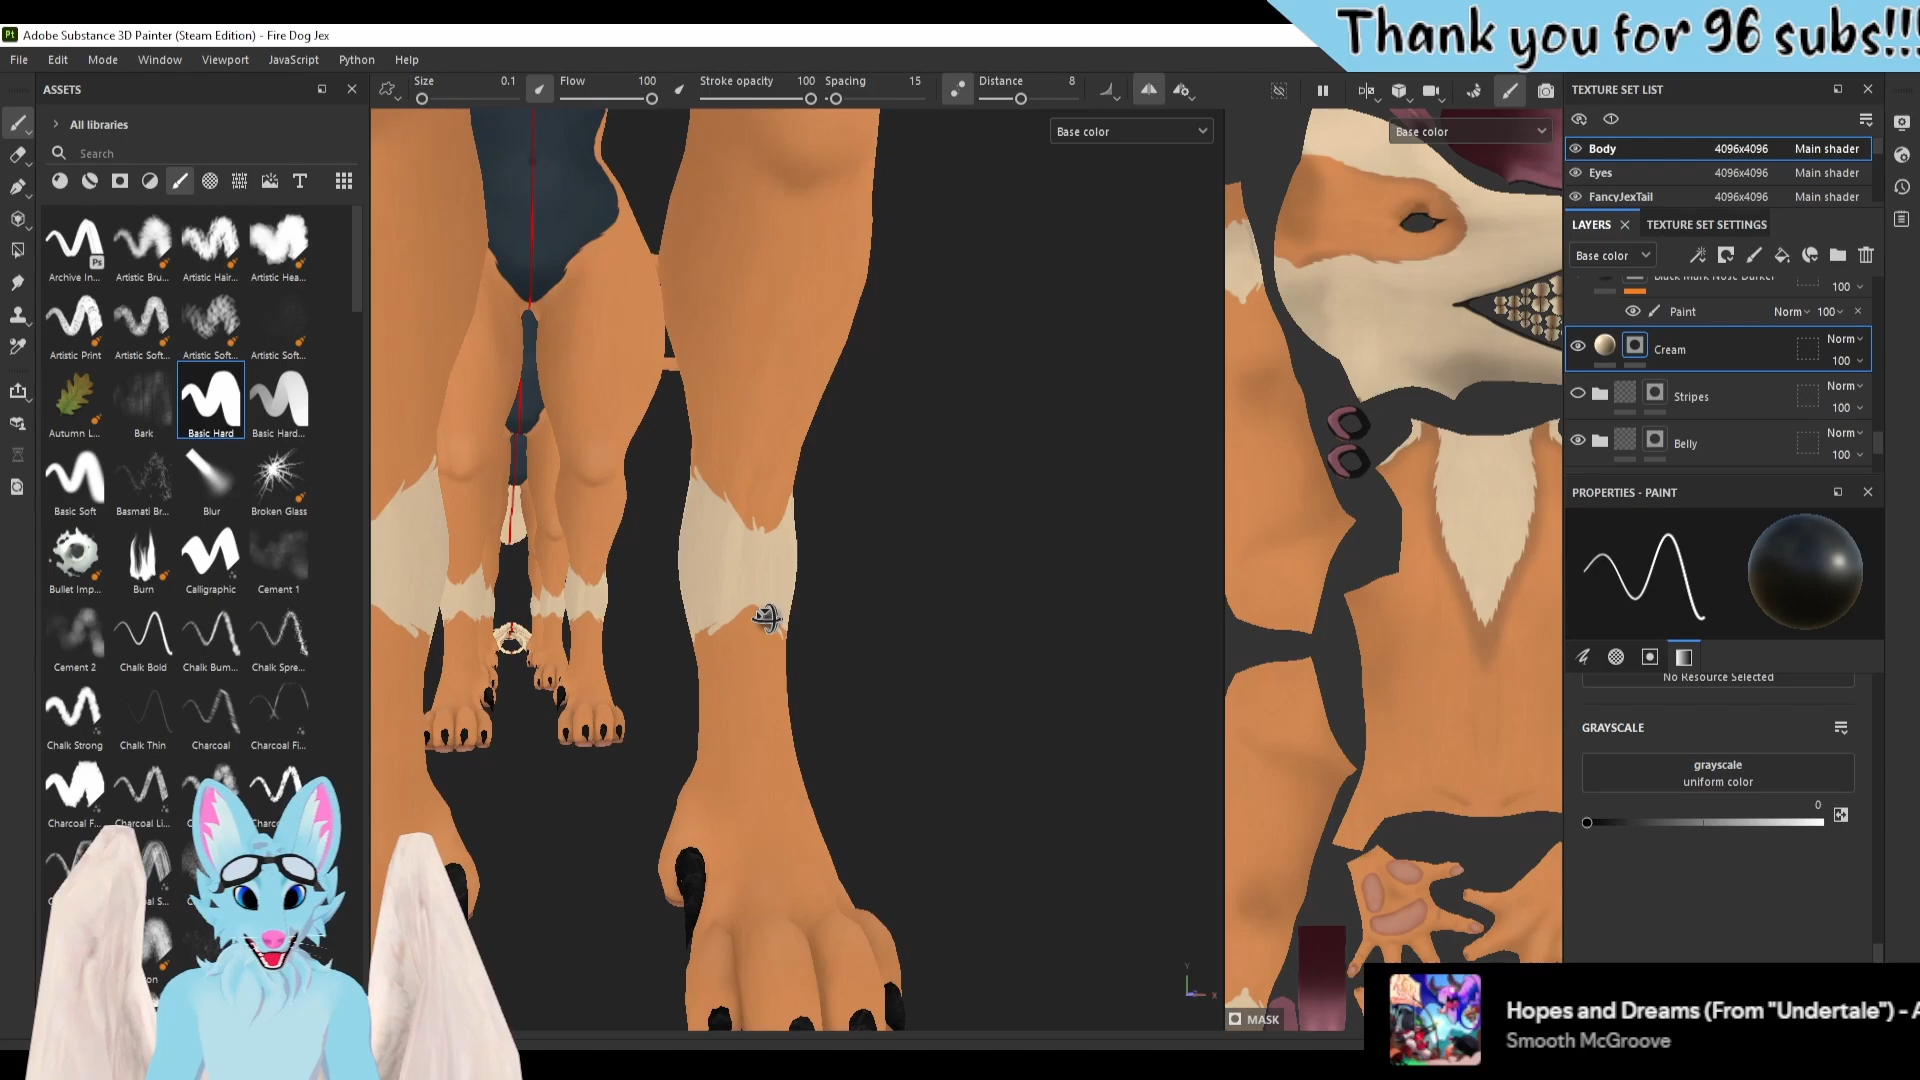 Thank you for 96 subs!!!
Adobe Substance 3D Painter (Steam Edition) - Fire Dog Jex
File Edit Mode Window Viewport JavaScript Python Help
Size 0.1 Flow 100 Stroke opacity 100 Spacing 15 Distance 8
ASSETS
All libraries
Search
Archive In... Artistic Bru... Artistic Hair... Artistic Hea...
Artistic Print Artistic Soft... Artistic Soft... Artistic Soft...
Autumn L... Bark Basic Hard Basic Hard...
Basic Soft Basmati Br... Blur Broken Glass
Bullet Imp... Burn Calligraphic Cement 1
Cement 2 Chalk Bold Chalk Bum... Chalk Spre...
Chalk Strong Chalk Thin Charcoal Charcoal Fi...
Charcoal F... Charcoal Li...
Base color
Base color
MASK
TEXTURE SET LIST
Body 4096x4096 Main shader
Eyes 4096x4096 Main shader
FancyJexTail 4096x4096 Main shader
LAYERS TEXTURE SET SETTINGS
Base color
Black Mark Nose Darker
100
Paint Norm 100
Cream Norm
100
Stripes Norm
100
Belly Norm
100
PROPERTIES - PAINT
No Resource Selected
GRAYSCALE
grayscale
uniform color
0
Y
X
Hopes and Dreams (From "Undertale") - A
Smooth McGroove